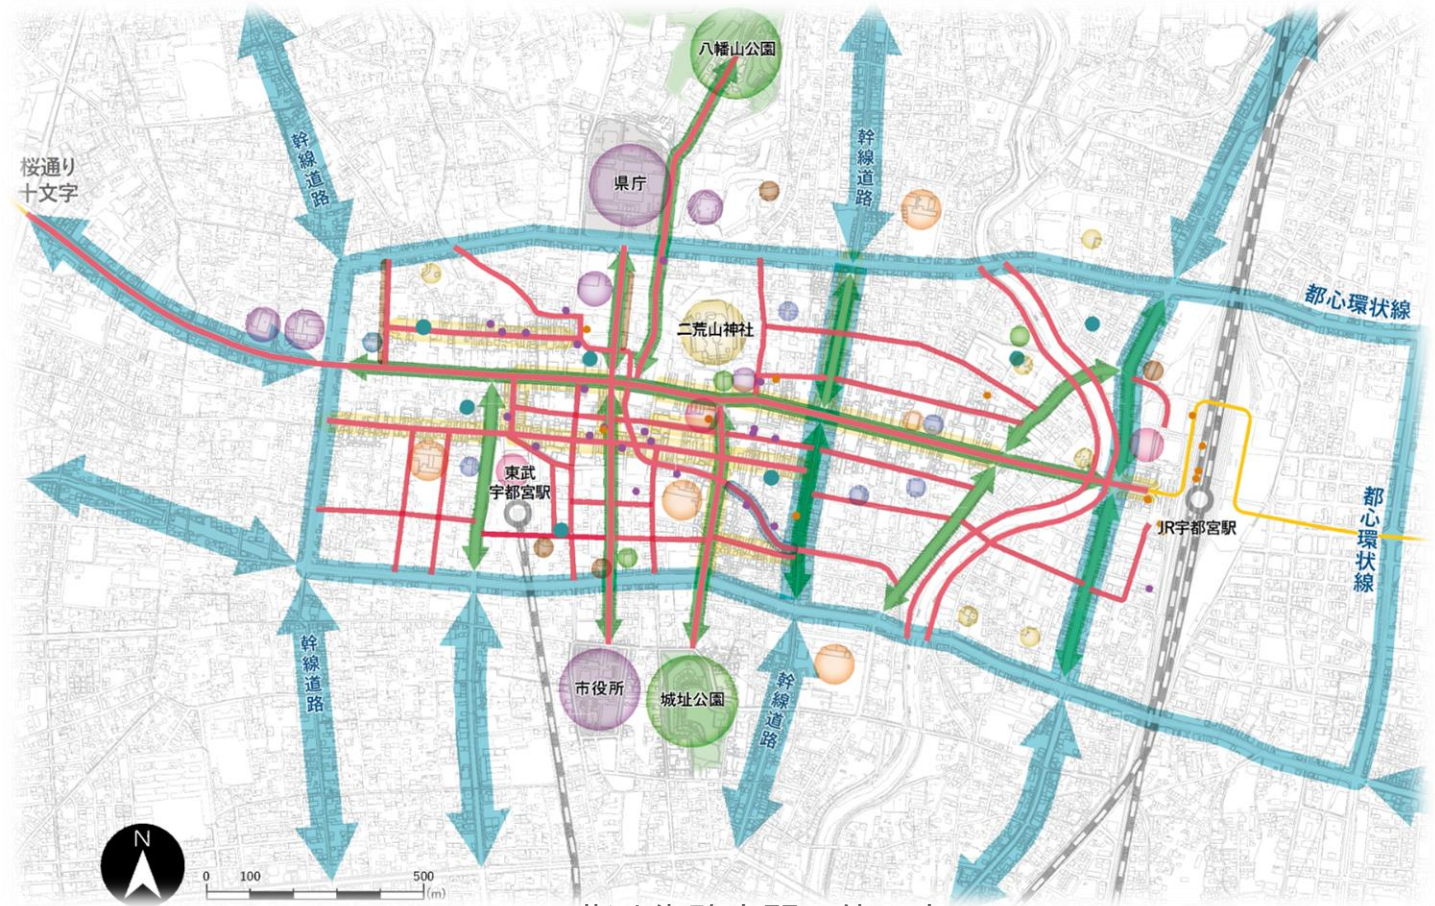 八幡山公園
幹線道路
幹線道路
桜通り
十文字
県庁
都心環状線
二荒山神社
東武
宇都宮駅
JR宇都宮駅
都心環状線
幹線道路
市役所
城址公園
幹線道路
N
0 100 500
(m)